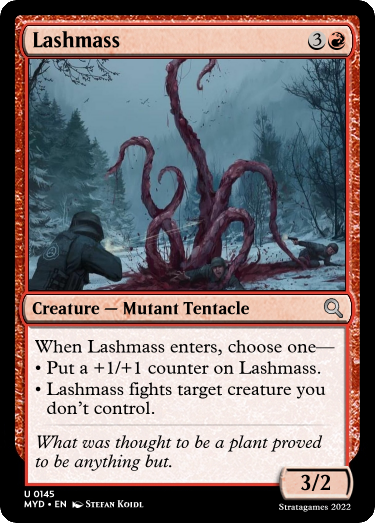 Lashmass 3
Creature — Mutant Tentacle
When Lashmass enters, choose one—
• Put a +1/+1 counter on Lashmass.
• Lashmass fights target creature you
don't control.
What was thought to be a plant proved
to be anything but.
3/2
U 0145
MYD • EN Stefan Koidl
Stratagames 2022